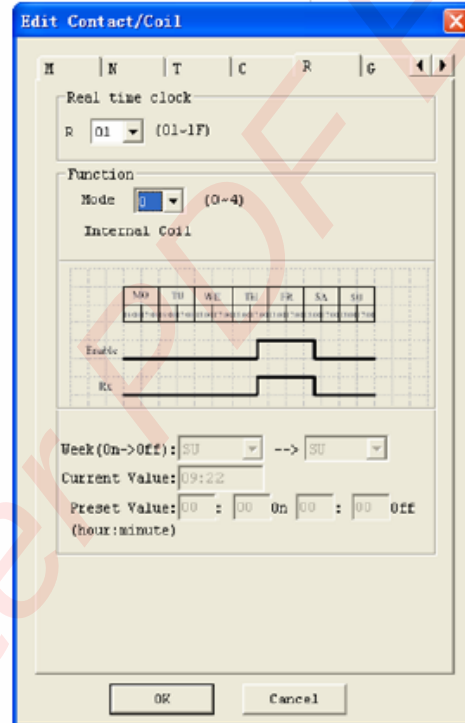 Edit Contact/Coil
M N T C R G
Real time clock
R 01 (01~1F)
Function
Mode 0 (0~4)
Internal Coil
MO TU WE TH FR SA SU
Enable
Rx
Week(On->Off): SU --> SU
Current Value: 09:22
Preset Value: 00 : 00 On 00 : 00 Off
(hour:minute)
OK Cancel
er PDF E